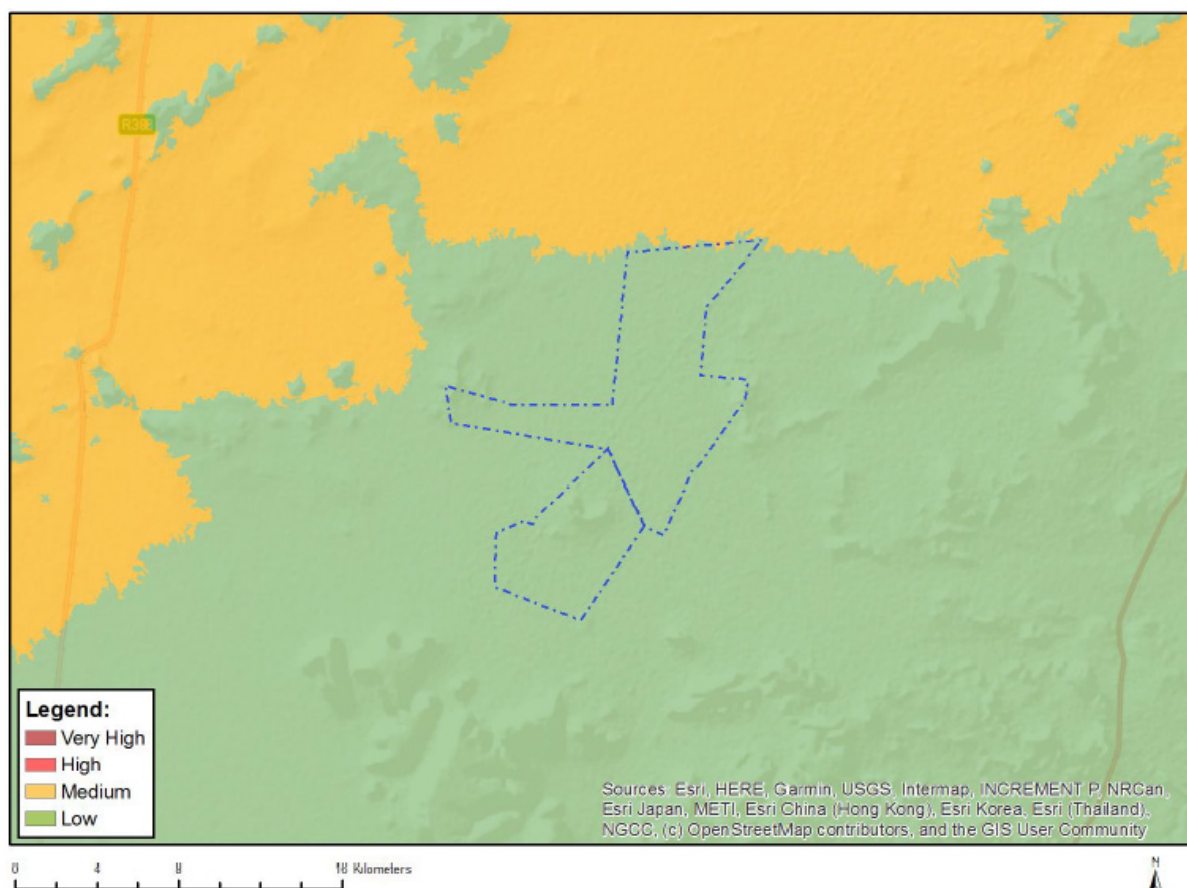 R388
Legend:
Very High
High
Medium
Low
Sources: Esri, HERE, Garmin, USGS, Intermap, INCREMENT P, NRCan,
Esri Japan, METI, Esri China (Hong Kong), Esri Korea, Esri (Thailand),
NGCC, (c) OpenStreetMap contributors, and the GIS User Community
0 4 8 16 Kilometers
N